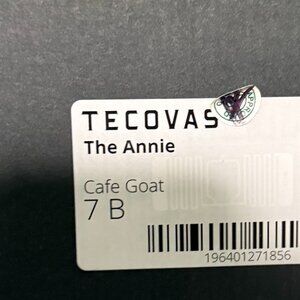 TECOVAS
The Annie
Cafe Goat
7 B
196401271856